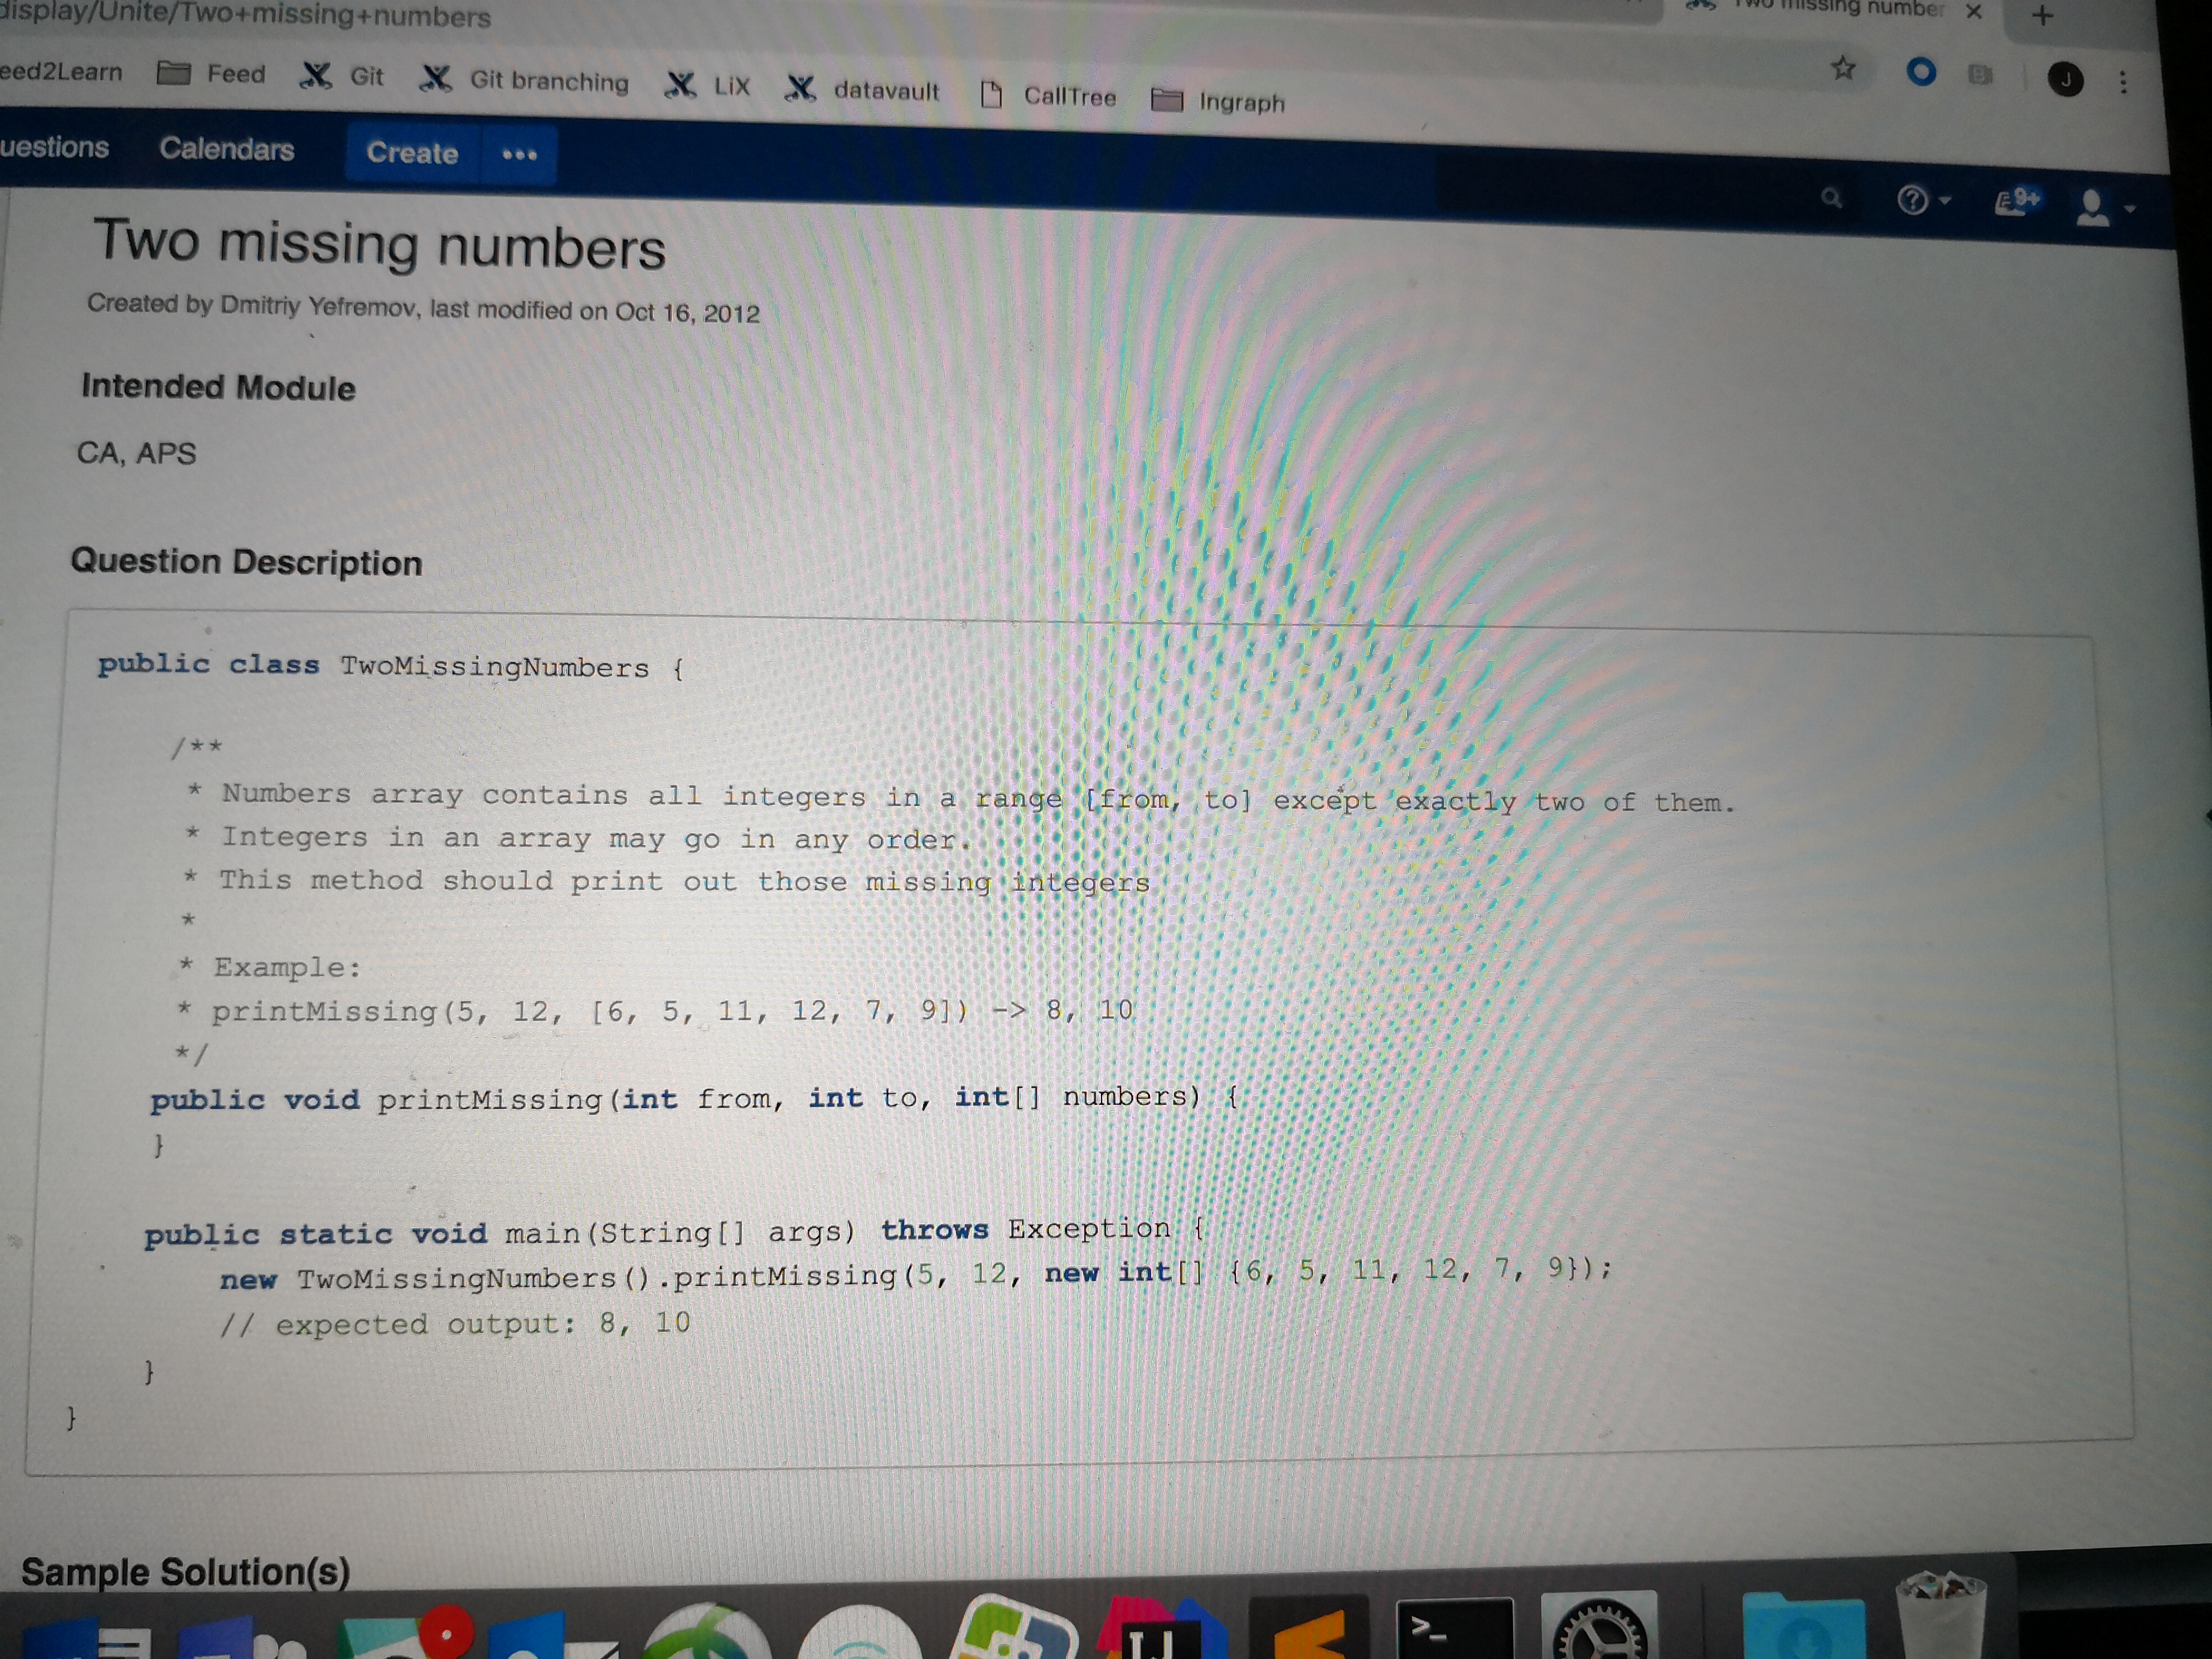 display/Unite/Two+missing+numbers
Two missing number
eed2Learn Feed Git Git branching LiX datavault CallTree Ingraph
J
uestions Calendars Create •••
9+
Two missing numbers
Created by Dmitriy Yefremov, last modified on Oct 16, 2012
Intended Module
CA, APS
Question Description
public class TwoMissingNumbers {
/**
* Numbers array contains all integers in a range [from, to] except exactly two of them.
* Integers in an array may go in any order.
* This method should print out those missing integers
*
* Example:
* printMissing(5, 12, [6, 5, 11, 12, 7, 9]) -> 8, 10
*/
public void printMissing(int from, int to, int[] numbers) {
}
public static void main(String[] args) throws Exception {
new TwoMissingNumbers().printMissing(5, 12, new int[] {6, 5, 11, 12, 7, 9});
// expected output: 8, 10
}
}
Sample Solution(s)
IJ
>_